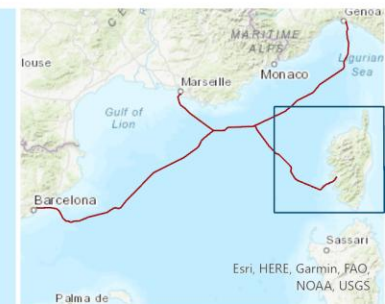 Genoa
MARITIME
ALPS
louse
Monaco
Ligurian
Sea
Marseille
Gulf of
Lion
Barcelona
Sassari
Esri, HERE, Garmin, FAO,
NOAA, USGS
Palma de